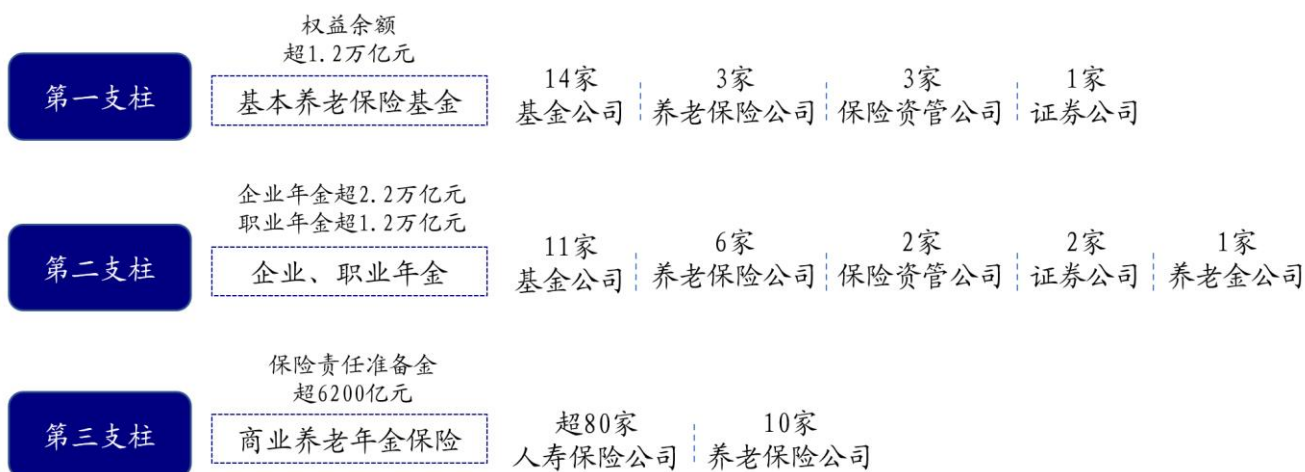 权益余额
超1.2万亿元
第一支柱
基本养老保险基金
14家
基金公司
3家
养老保险公司
3家
保险资管公司
1家
证券公司
企业年金超2.2万亿元
职业年金超1.2万亿元
第二支柱
企业、职业年金
11家
基金公司
6家
养老保险公司
2家
保险资管公司
2家
证券公司
1家
养老金公司
保险责任准备金
超6200亿元
第三支柱
商业养老年金保险
超80家
人寿保险公司
10家
养老保险公司